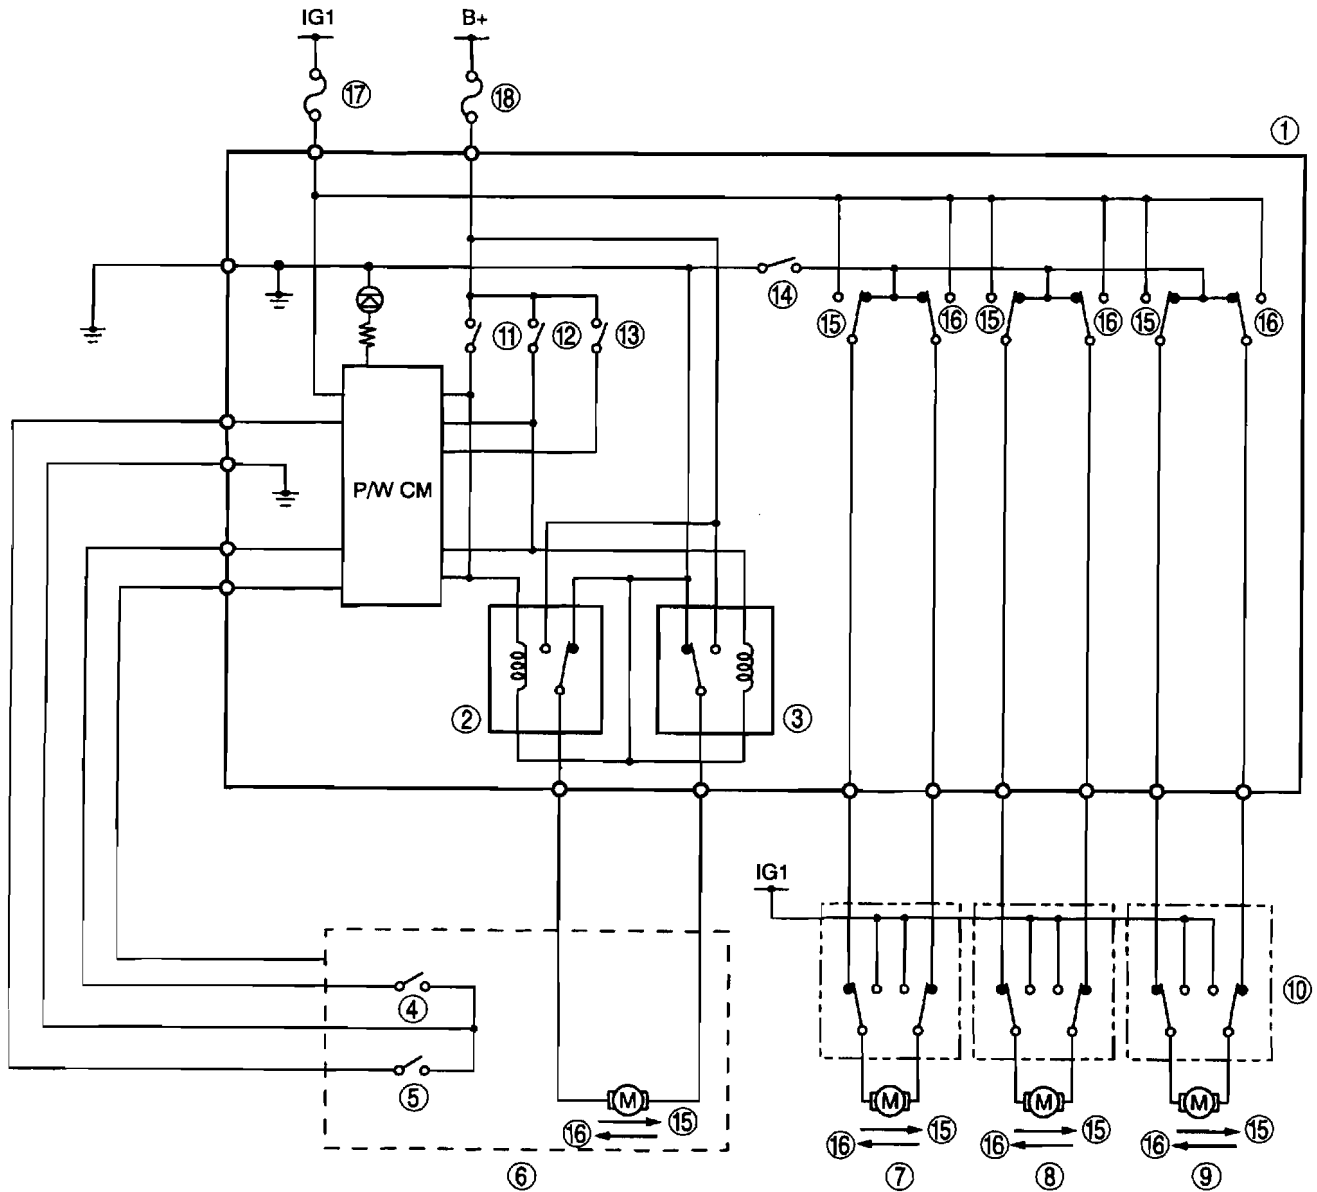 IG1 B+
⑰ ⑱
①
⑭
⑮ ⑯ ⑮ ⑯ ⑮ ⑯
⑪ ⑫ ⑬
P/W CM
② ③
IG1
⑩
④
⑤
M M M M
⑯ ⑮ ⑯ ⑮ ⑯ ⑮ ⑯ ⑮
⑥ ⑦ ⑧ ⑨